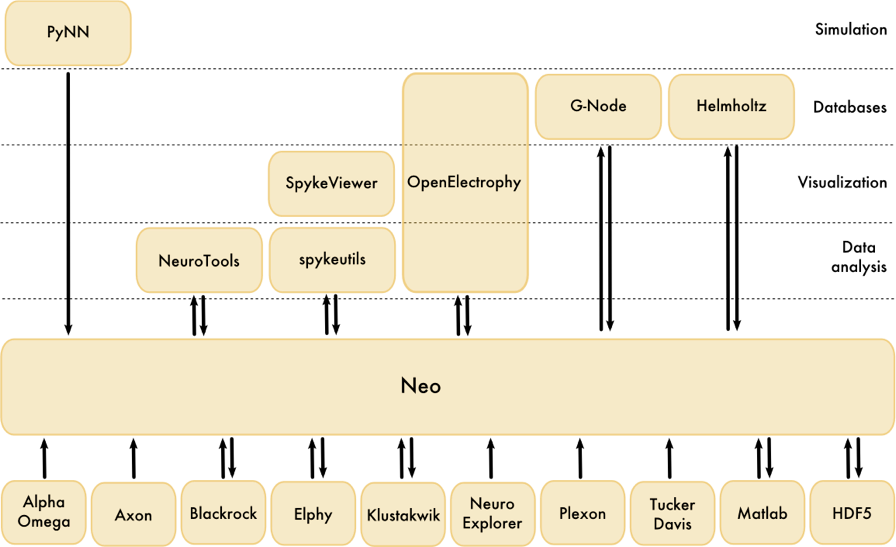 PyNN
Simulation
G-Node
Helmholtz
Databases
SpykeViewer
OpenElectrophy
Visualization
NeuroTools
spykeutils
Data
analysis
Neo
Alpha
Omega
Axon
Blackrock
Elphy
Klustakwik
Neuro
Explorer
Plexon
Tucker
Davis
Matlab
HDF5